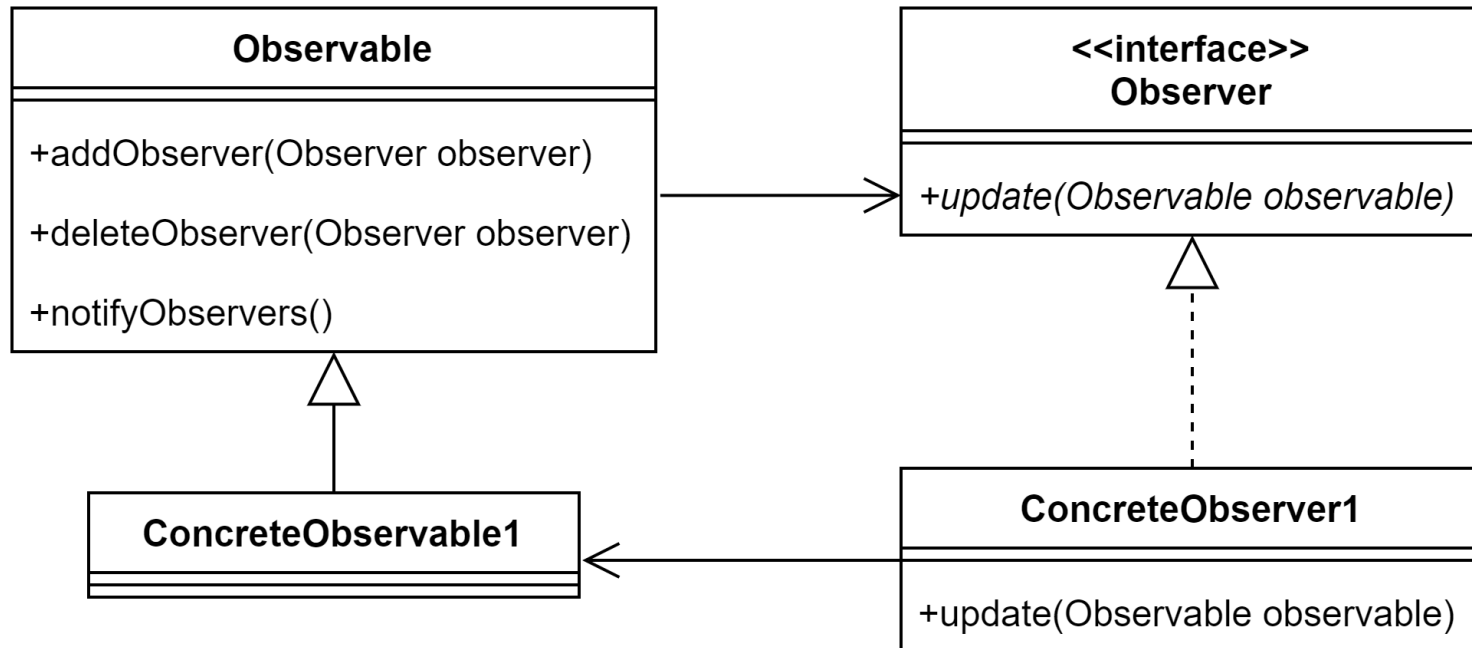 Observable
+addObserver(Observer observer)
+deleteObserver(Observer observer)
+notifyObservers()
<<interface>>
Observer
+update(Observable observable)
ConcreteObservable1
ConcreteObserver1
+update(Observable observable)